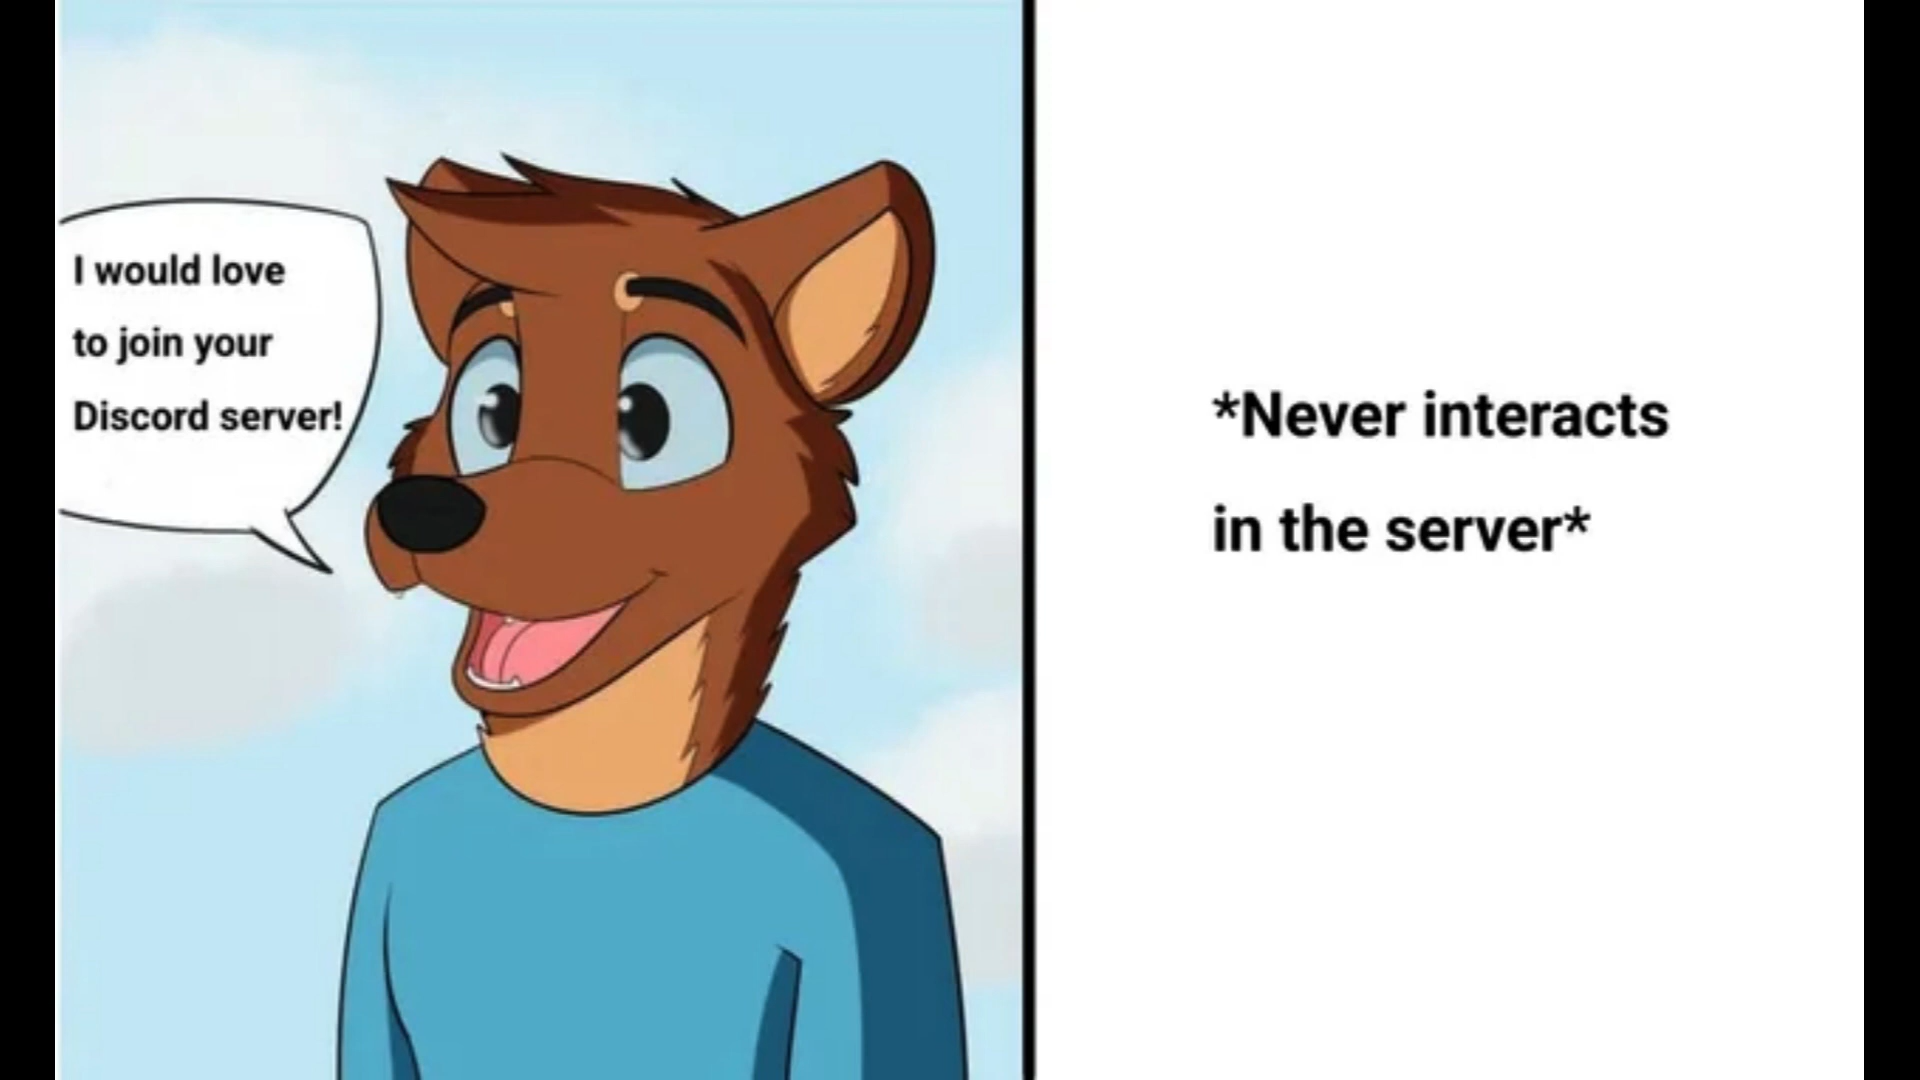 I would love
to join your
Discord server!
*Never interacts
in the server*